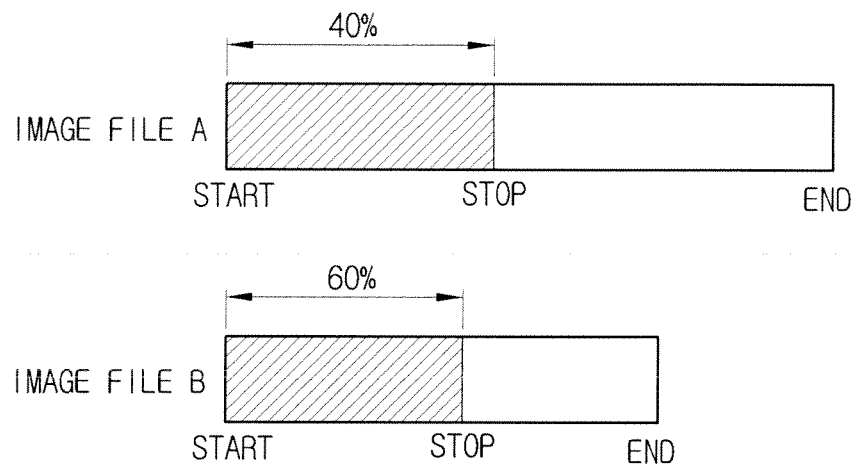 40%
IMAGE FILE A
START STOP END
60%
IMAGE FILE B
START STOP END